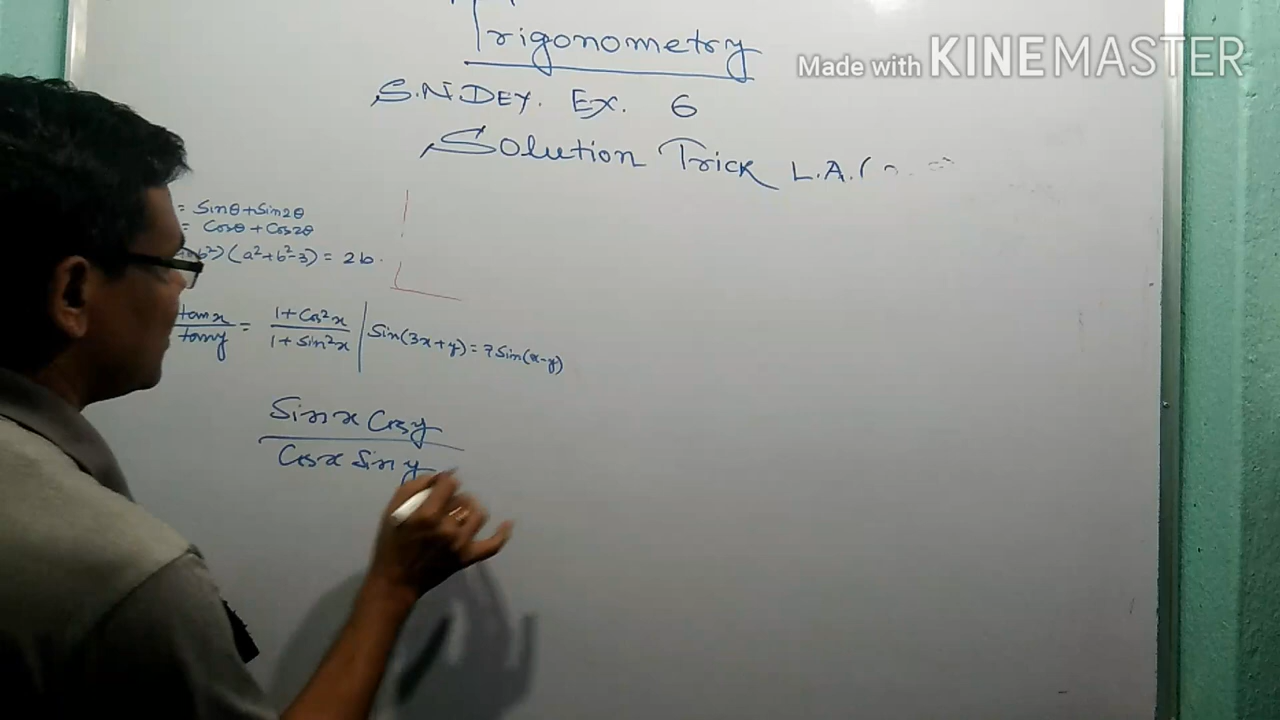 Trigonometry
Made with KINEMASTER
S.N.DEY. EX. 6
Solution Trick L.A.(
= Sinθ+Sin2θ
= Cosθ+Cos2θ
b²)(a²+b²-3) = 2b.
tanx/tany = 1+Cos²x/1+Sin²x | Sin(3x+y)=7Sin(x-y)
Sinx Cosy
Cosx Siny